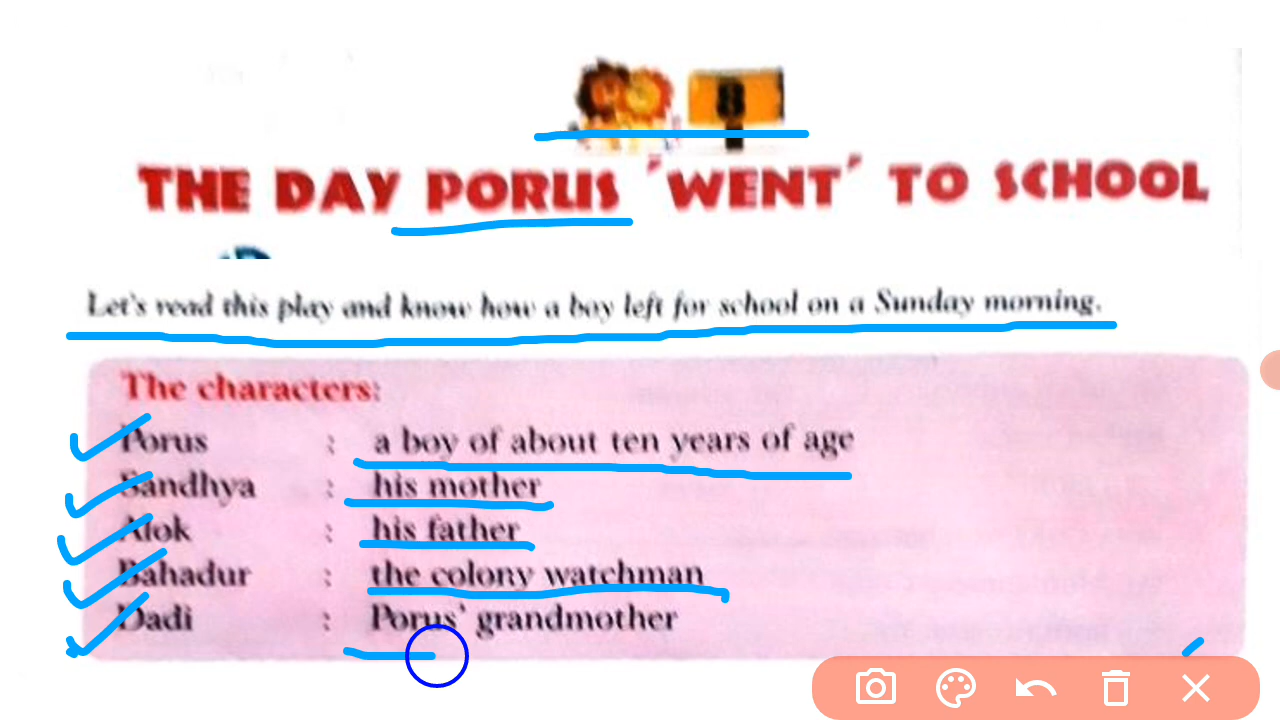 8
THE DAY PORUS 'WENT' TO SCHOOL
Let's read this play and know how a boy left for school on a Sunday morning.
The characters:
Porus : a boy of about ten years of age
Sandhya : his mother
Alok : his father
Bahadur : the colony watchman
Dadi : Porus' grandmother